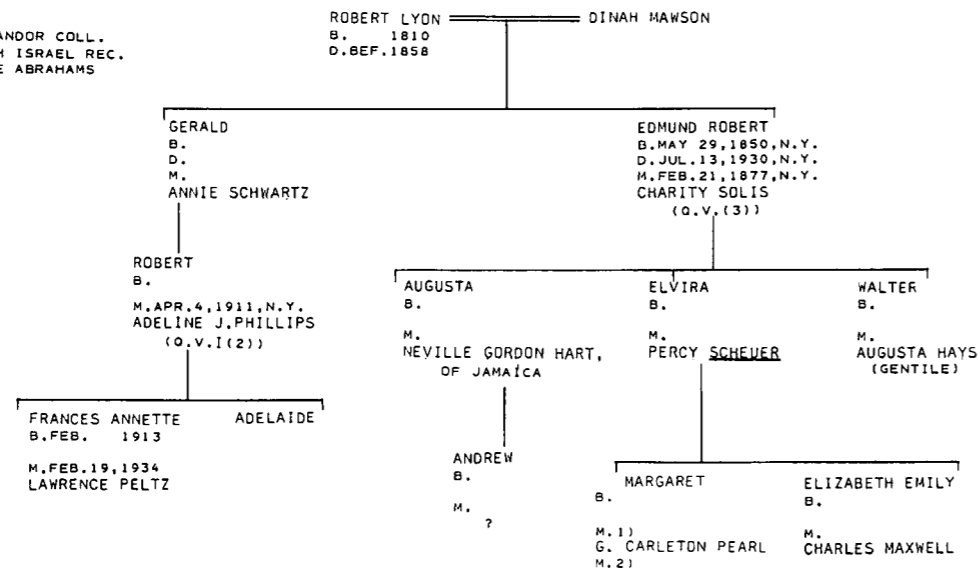 ANDOR COLL.
H ISRAEL REC.
E ABRAHAMS
ROBERT LYON
B. 1810
D.BEF.1858
DINAH MAWSON
GERALD
B.
D.
M.
ANNIE SCHWARTZ
EDMUND ROBERT
B.MAY 29,1850,N.Y.
D.JUL.13,1930,N.Y.
M.FEB.21,1877,N.Y.
CHARITY SOLIS
(Q.V.(3))
ROBERT
B.
M.APR.4,1911,N.Y.
ADELINE J.PHILLIPS
(Q.V.I(2))
AUGUSTA
B.
M.
NEVILLE GORDON HART,
OF JAMAICA
ELVIRA
B.
M.
PERCY SCHEUER
WALTER
B.
M.
AUGUSTA HAYS
(GENTILE)
FRANCES ANNETTE
B.FEB. 1913
M.FEB.19,1934
LAWRENCE PELTZ
ADELAIDE
ANDREW
B.
M.
?
MARGARET
B.
M.1)
G. CARLETON PEARL
M.2)
ELIZABETH EMILY
B.
M.
CHARLES MAXWELL